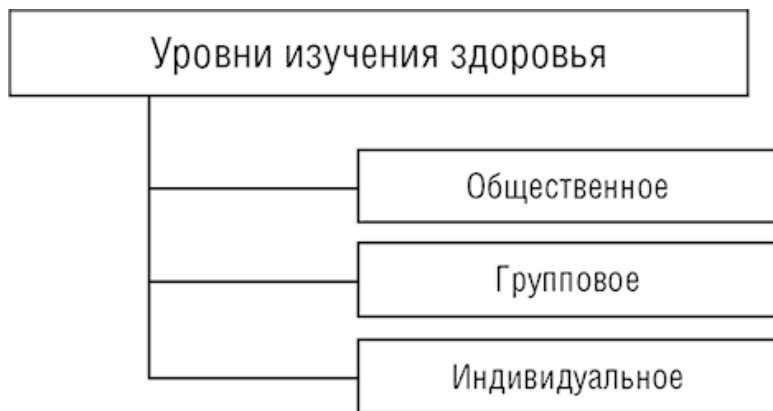 Уровни изучения здоровья
Общественное
Групповое
Индивидуальное